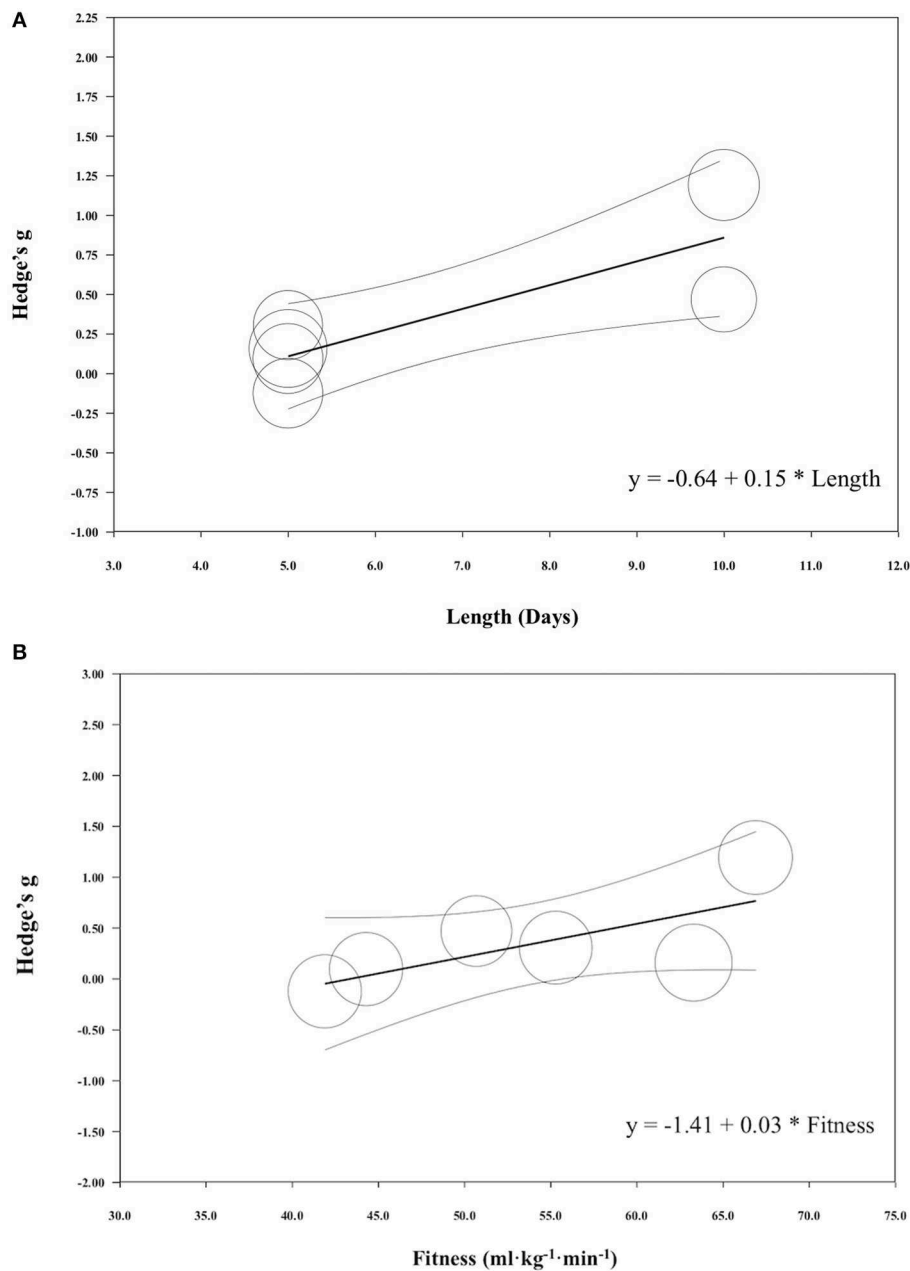 A
2.25
2.00
1.75
1.50
1.25
1.00
0.75
0.50
0.25
0.00
-0.25
-0.50
-0.75
-1.00
Hedge's g
y = -0.64 + 0.15 * Length
3.0 4.0 5.0 6.0 7.0 8.0 9.0 10.0 11.0 12.0
Length (Days)
B
3.00
2.50
2.00
1.50
1.00
0.50
0.00
-0.50
-1.00
-1.50
-2.00
Hedge's g
y = -1.41 + 0.03 * Fitness
30.0 35.0 40.0 45.0 50.0 55.0 60.0 65.0 70.0 75.0
Fitness (ml·kg⁻¹·min⁻¹)